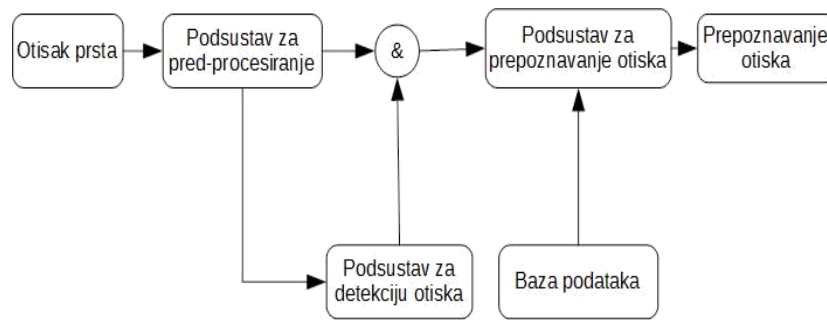 Otisak prsta
Podsustav za
pred-procesiranje
&
Podsustav za
prepoznavanje otiska
Prepoznavanje
otiska
Podsustav za
detekciju otiska
Baza podataka